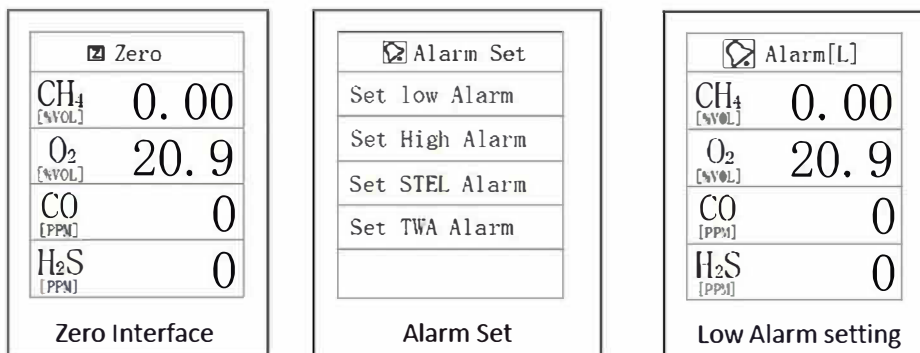 Zero
CH₄ 0.00
[%VOL]
O₂ 20.9
[%VOL]
CO 0
[PPM]
H₂S 0
[PPM]
Zero Interface
Alarm Set
Set low Alarm
Set High Alarm
Set STEL Alarm
Set TWA Alarm
Alarm Set
Alarm[L]
CH₄ 0.00
[%VOL]
O₂ 20.9
[%VOL]
CO 0
[PPM]
H₂S 0
[PPM]
Low Alarm setting